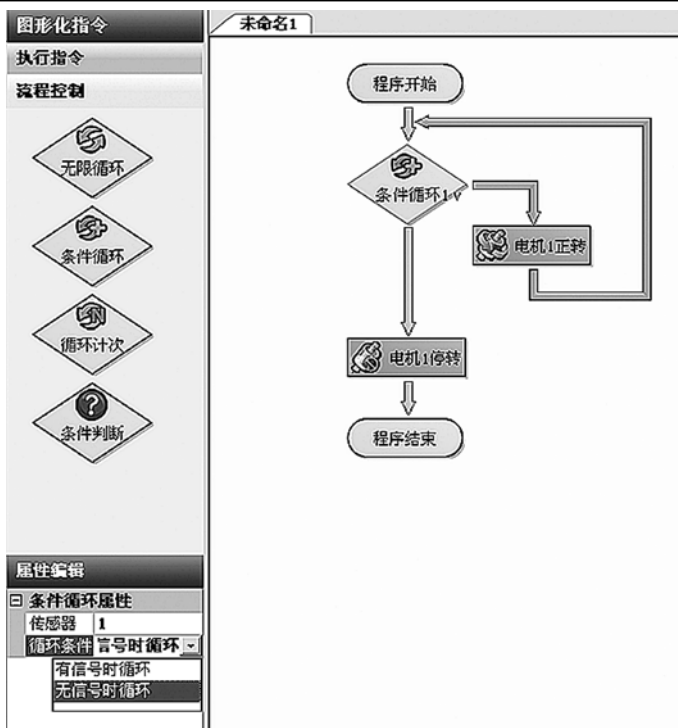 图形化指令
执行指令
流程控制
无限循环
条件循环
循环计次
条件判断
属性编辑
条件循环属性
传感器 1
循环条件 言号时循环
有信号时循环
无信号时循环
未命名1
程序开始
条件循环1 v
电机1正转
电机1停转
程序结束